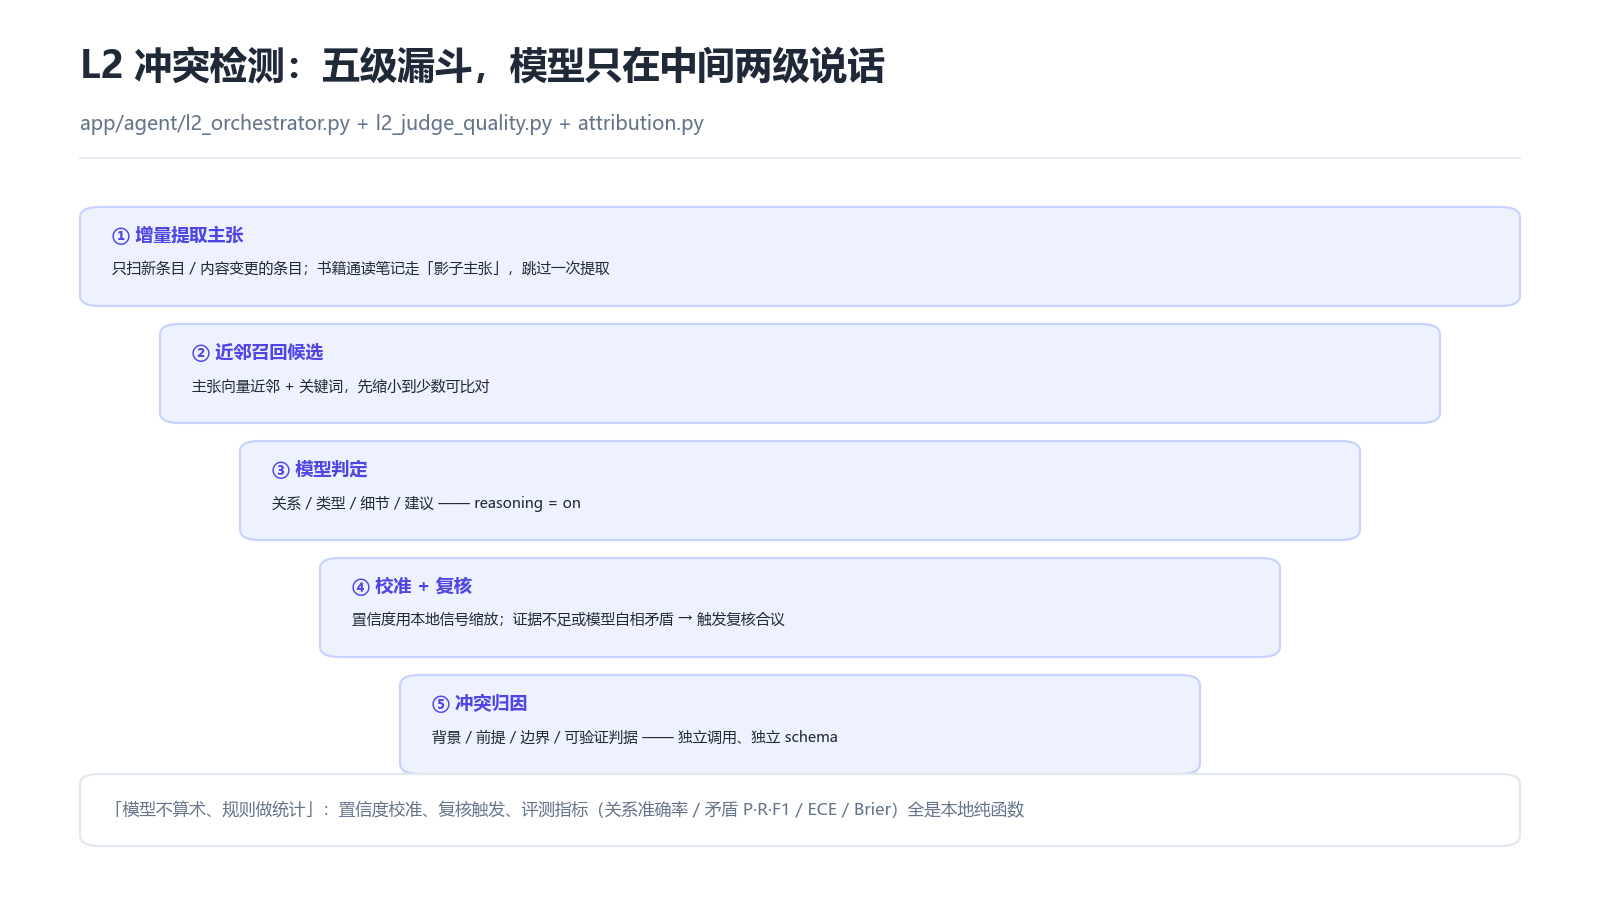 L2 冲突检测：五级漏斗，模型只在中间两级说话
app/agent/l2_orchestrator.py + l2_judge_quality.py + attribution.py
① 增量提取主张
只扫新条目 / 内容变更的条目；书籍通读笔记走「影子主张」，跳过一次提取
② 近邻召回候选
主张向量近邻 + 关键词，先缩小到少数可比对
③ 模型判定
关系 / 类型 / 细节 / 建议 —— reasoning = on
④ 校准 + 复核
置信度用本地信号缩放；证据不足或模型自相矛盾 → 触发复核合议
⑤ 冲突归因
背景 / 前提 / 边界 / 可验证判据 —— 独立调用、独立 schema
「模型不算术、规则做统计」：置信度校准、复核触发、评测指标（关系准确率 / 矛盾 P·R·F1 / ECE / Brier）全是本地纯函数